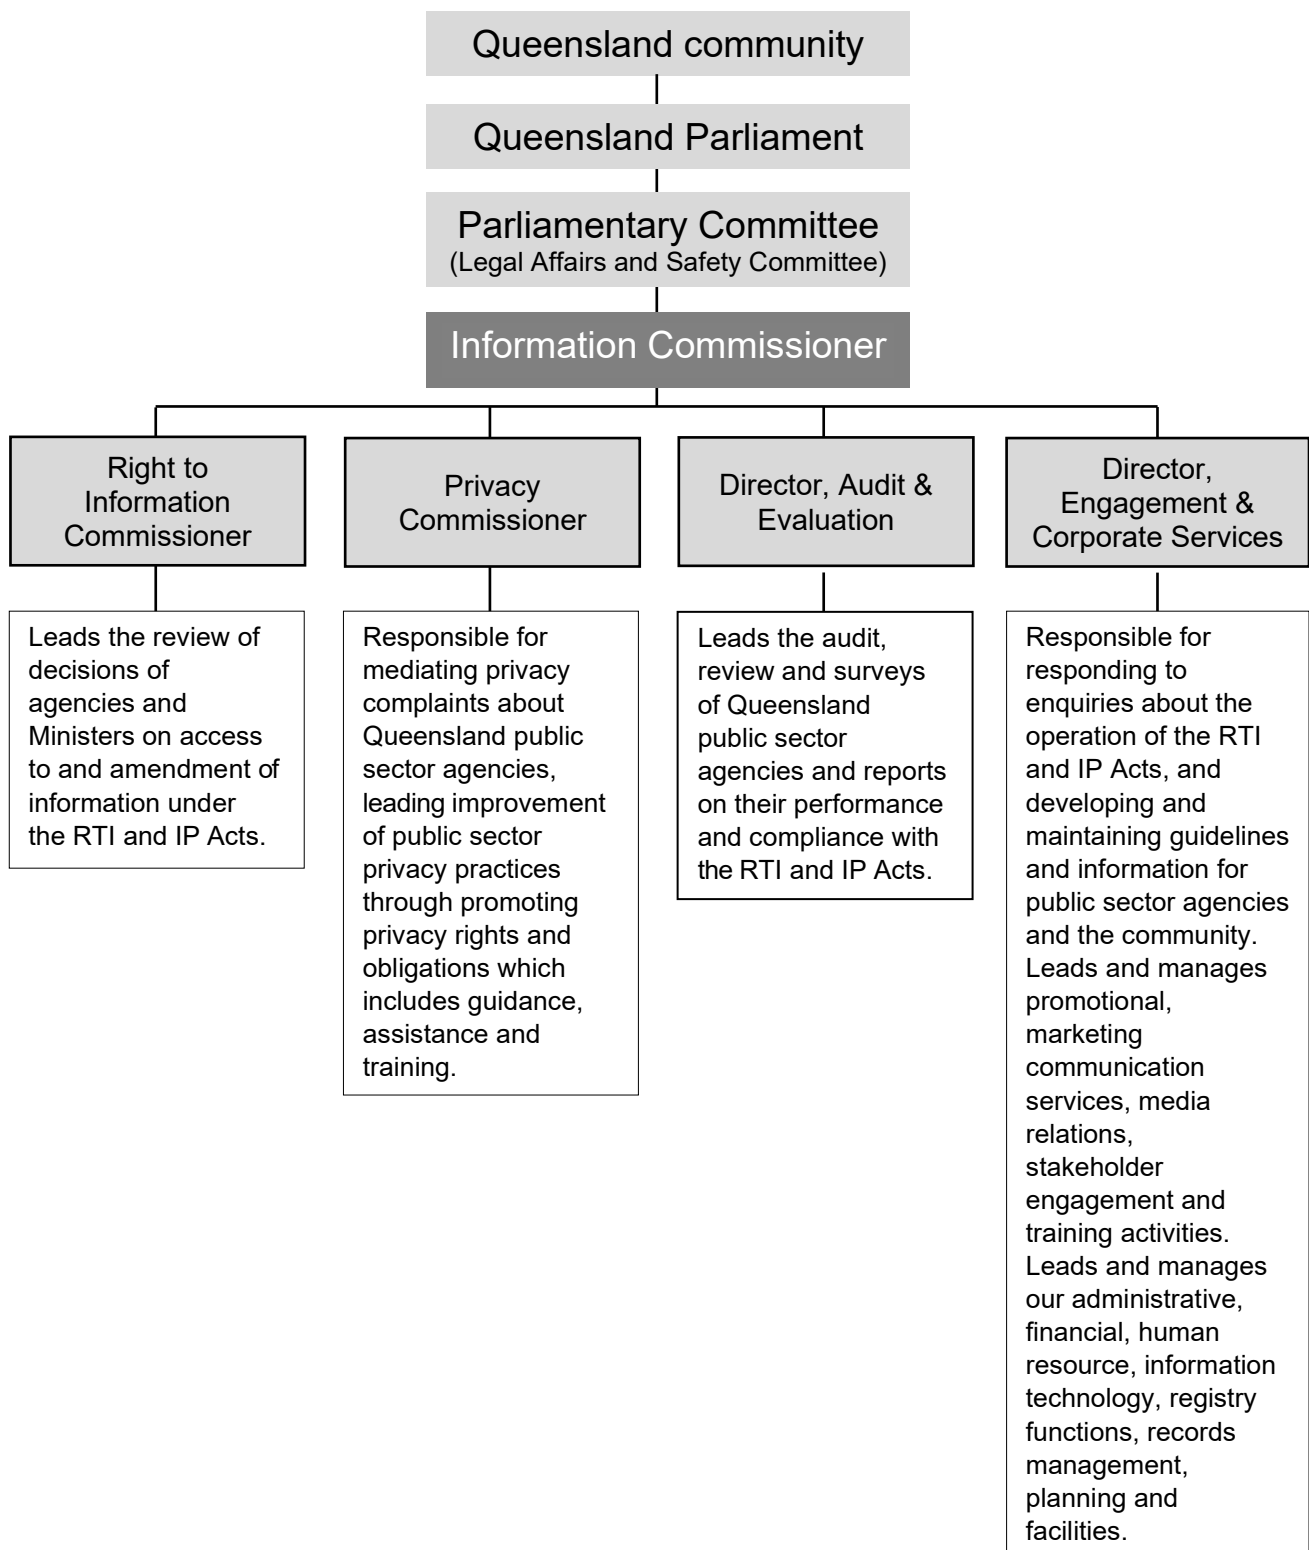 Queensland community
Queensland Parliament
Parliamentary Committee
(Legal Affairs and Safety Committee)
Information Commissioner
Right to
Information
Commissioner
Privacy
Commissioner
Director, Audit &
Evaluation
Director,
Engagement &
Corporate Services
Leads the review of
decisions of
agencies and
Ministers on access
to and amendment of
information under
the RTI and IP Acts.
Responsible for
mediating privacy
complaints about
Queensland public
sector agencies,
leading improvement
of public sector
privacy practices
through promoting
privacy rights and
obligations which
includes guidance,
assistance and
training.
Leads the audit,
review and surveys
of Queensland
public sector
agencies and reports
on their performance
and compliance with
the RTI and IP Acts.
Responsible for
responding to
enquiries about the
operation of the RTI
and IP Acts, and
developing and
maintaining guidelines
and information for
public sector agencies
and the community.
Leads and manages
promotional,
marketing
communication
services, media
relations,
stakeholder
engagement and
training activities.
Leads and manages
our administrative,
financial, human
resource, information
technology, registry
functions, records
management,
planning and
facilities.